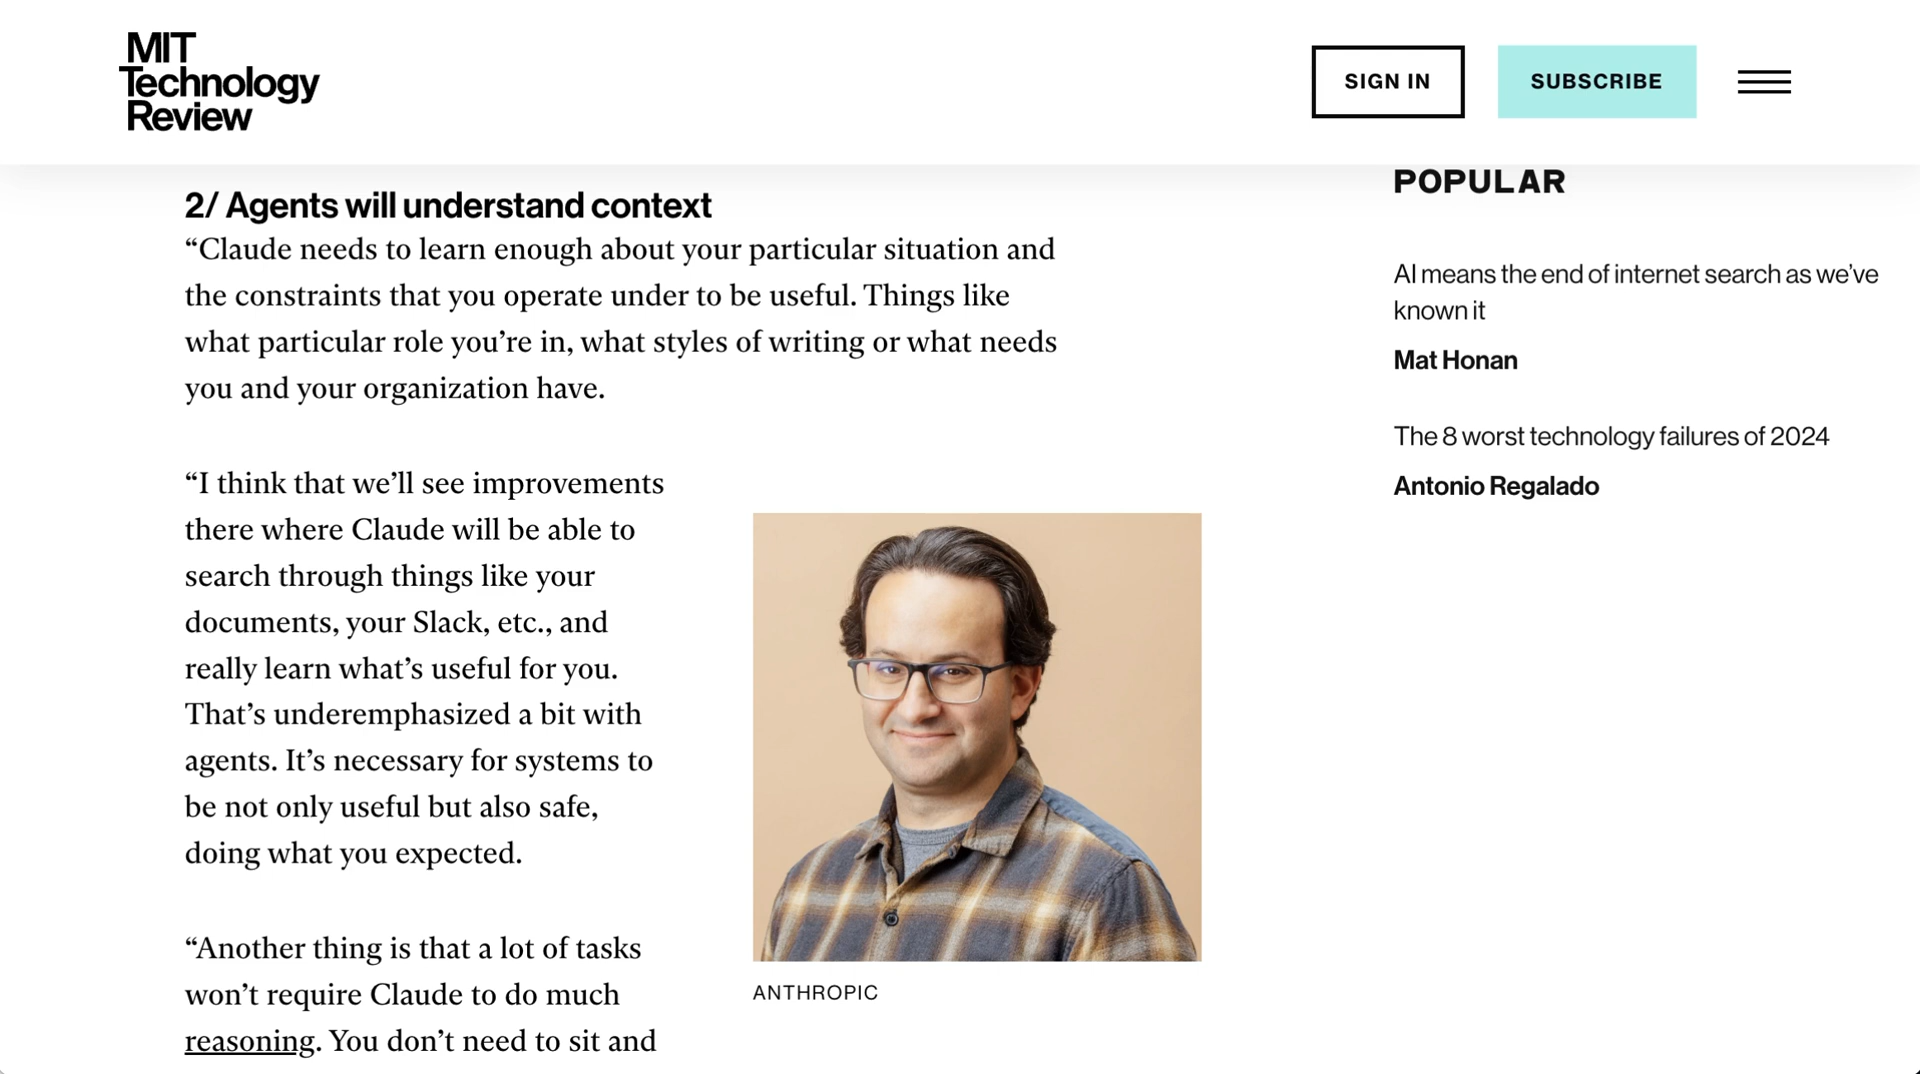 MIT
Technology
Review
SIGN IN
SUBSCRIBE
2/ Agents will understand context
“Claude needs to learn enough about your particular situation and
the constraints that you operate under to be useful. Things like
what particular role you’re in, what styles of writing or what needs
you and your organization have.
“I think that we’ll see improvements
there where Claude will be able to
search through things like your
documents, your Slack, etc., and
really learn what’s useful for you.
That’s underemphasized a bit with
agents. It’s necessary for systems to
be not only useful but also safe,
doing what you expected.
“Another thing is that a lot of tasks
won’t require Claude to do much
reasoning. You don’t need to sit and
ANTHROPIC
POPULAR
AI means the end of internet search as we’ve
known it
Mat Honan
The 8 worst technology failures of 2024
Antonio Regalado